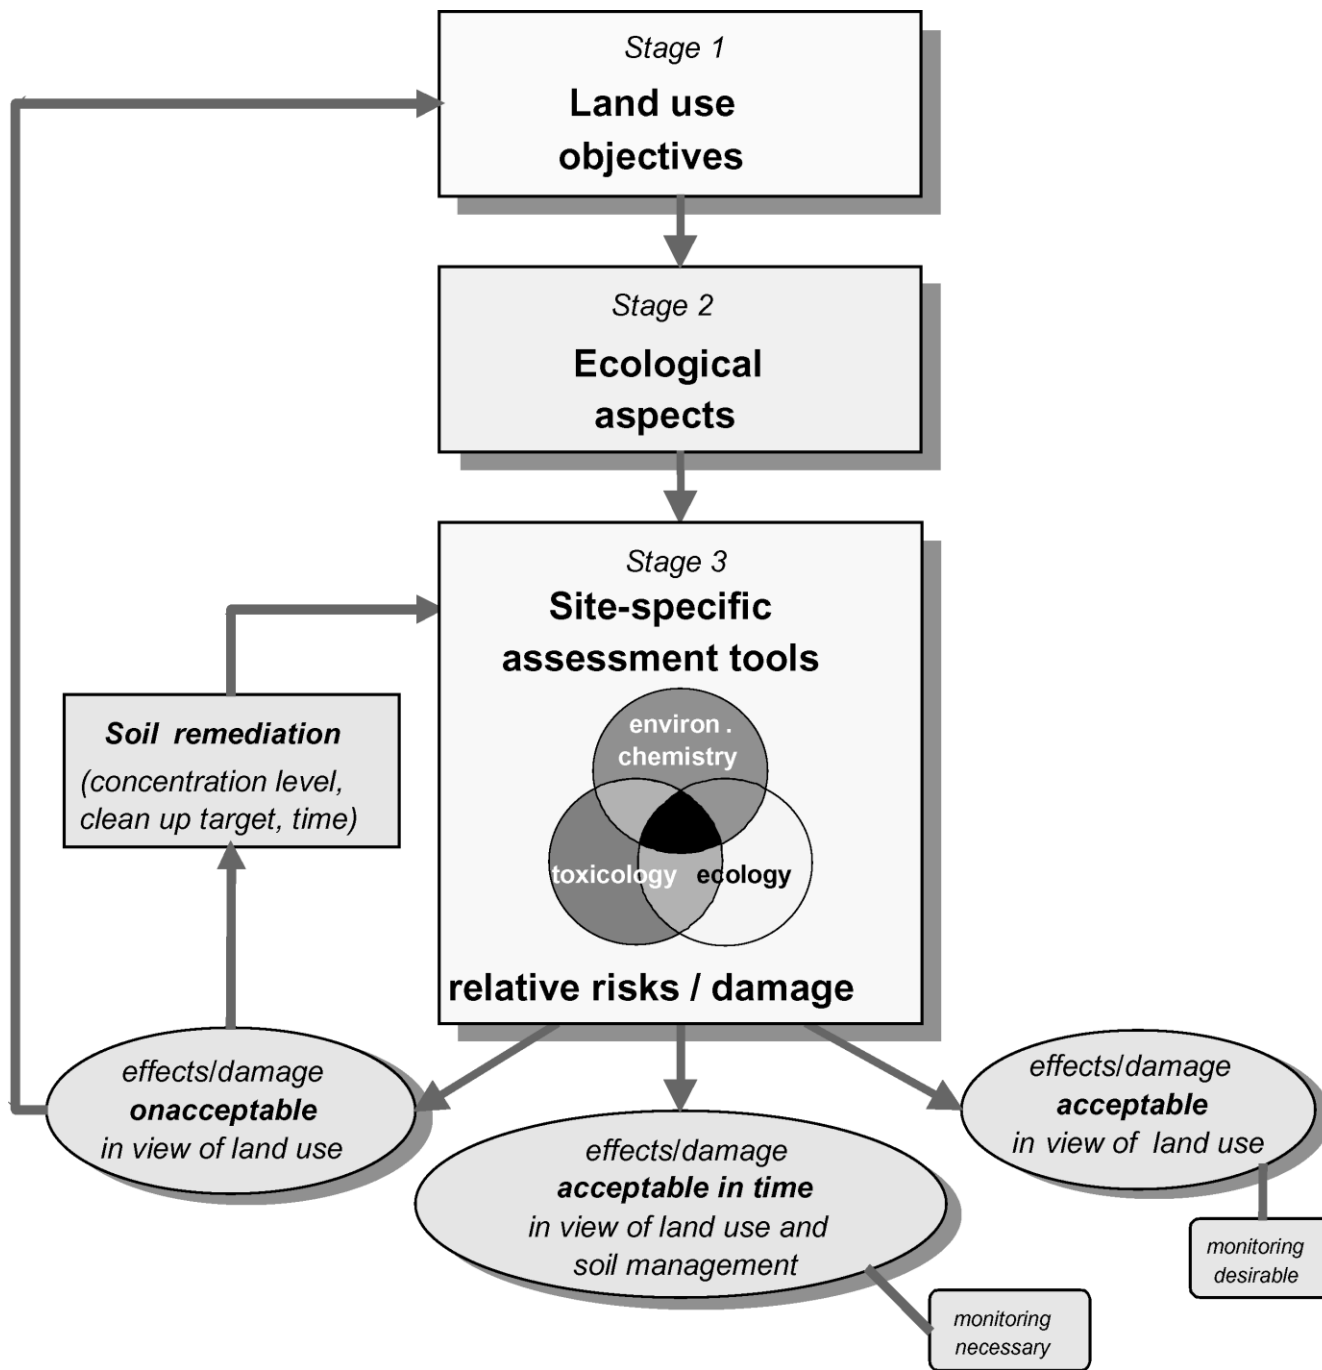 Stage 1
Land use
objectives
Stage 2
Ecological
aspects
Stage 3
Site-specific
assessment tools
environ .
chemistry
toxicology
ecology
relative risks / damage
Soil remediation
(concentration level,
clean up target, time)
effects/damage
onacceptable
in view of land use
effects/damage
acceptable in time
in view of land use and
soil management
effects/damage
acceptable
in view of land use
monitoring
desirable
monitoring
necessary